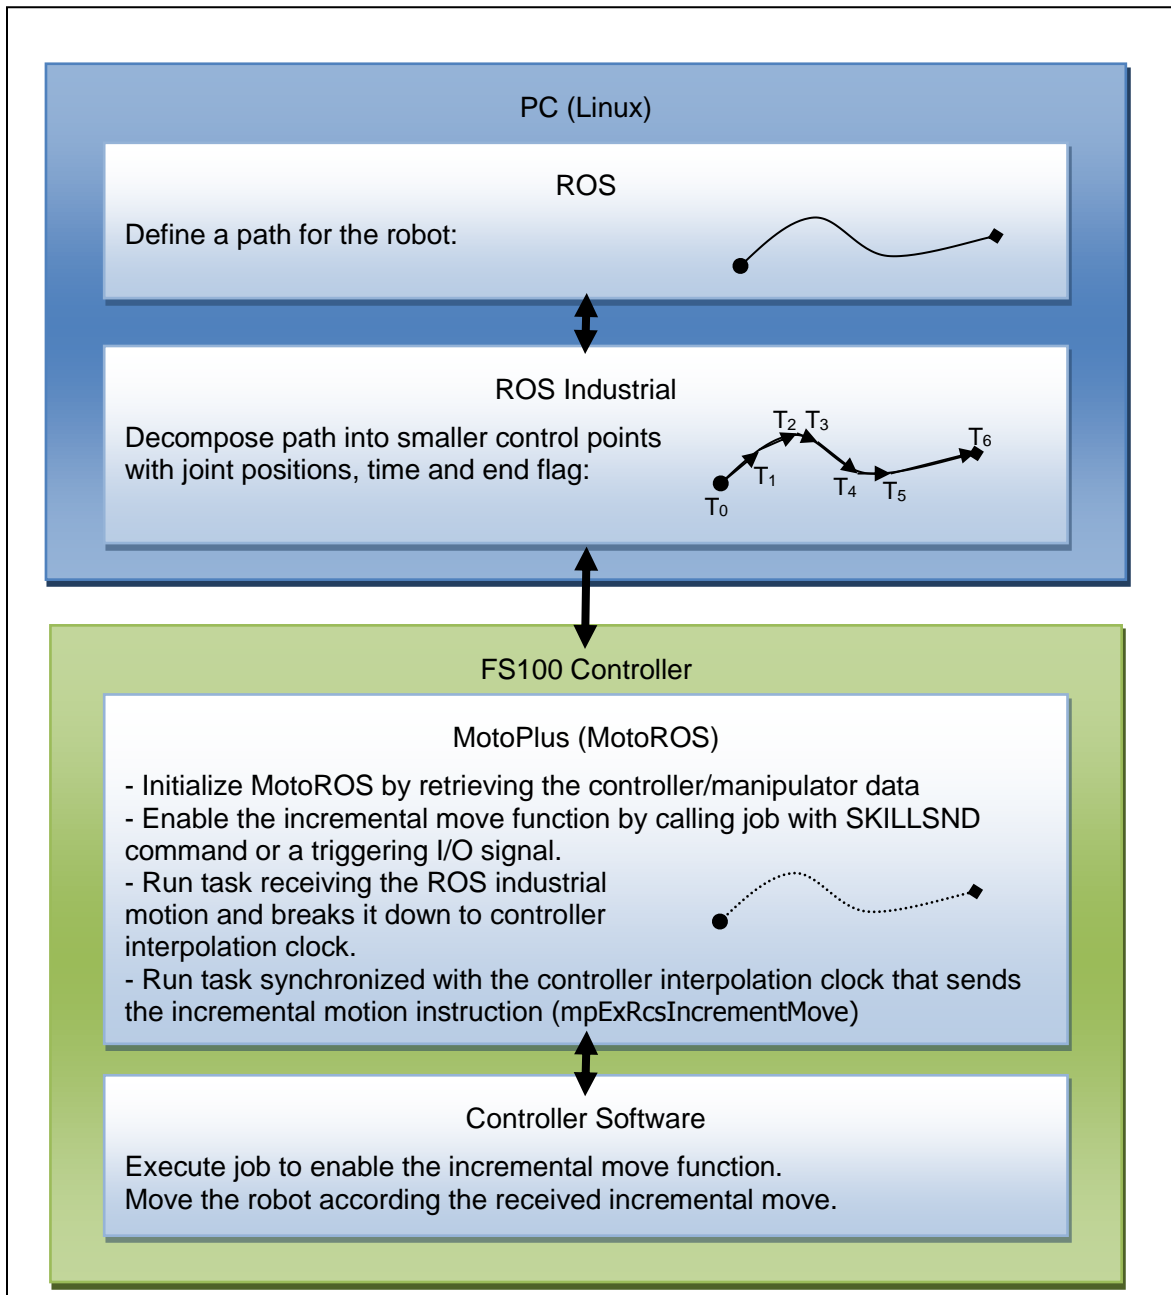 PC (Linux)
ROS
Define a path for the robot:
ROS Industrial
Decompose path into smaller control points
with joint positions, time and end flag:
T0
T1
T2
T3
T4
T5
T6
FS100 Controller
MotoPlus (MotoROS)
- Initialize MotoROS by retrieving the controller/manipulator data
- Enable the incremental move function by calling job with SKILLSND
command or a triggering I/O signal.
- Run task receiving the ROS industrial
motion and breaks it down to controller
interpolation clock.
- Run task synchronized with the controller interpolation clock that sends
the incremental motion instruction (mpExRcsIncrementMove)
Controller Software
Execute job to enable the incremental move function.
Move the robot according the received incremental move.